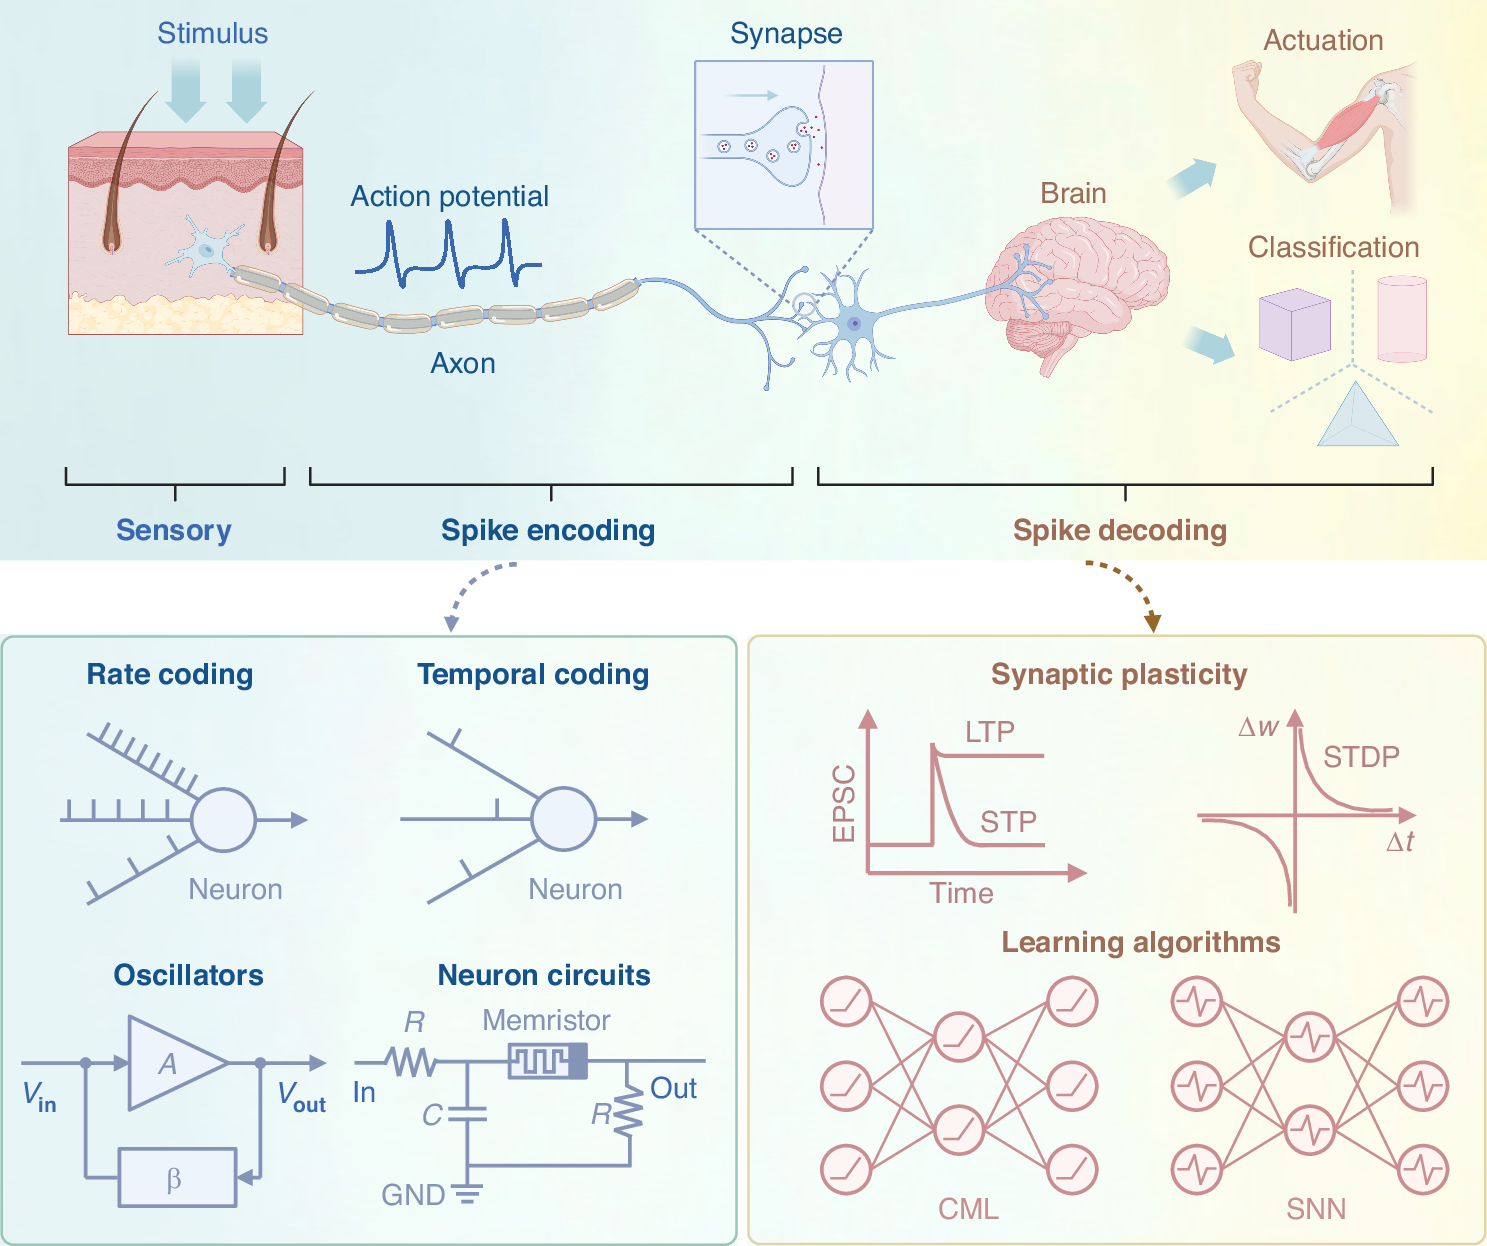 Stimulus
Synapse
Actuation
Action potential
Brain
Classification
Axon
Sensory
Spike encoding
Spike decoding
Rate coding
Temporal coding
Neuron
Neuron
Oscillators
Neuron circuits
A
Vin
Vout
β
R
Memristor
In
Out
C
R
GND
Synaptic plasticity
EPSC
LTP
STP
Time
Δw
STDP
Δt
Learning algorithms
CML
SNN